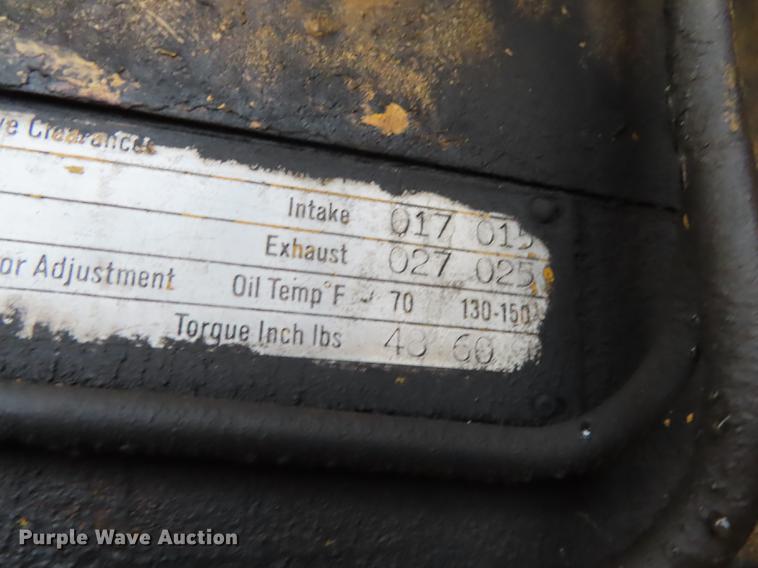 Clearances
Intake 017 015
Exhaust 027 025
or Adjustment Oil Temp°F 70 130-150
Torque Inch lbs 48 60
Purple Wave Auction